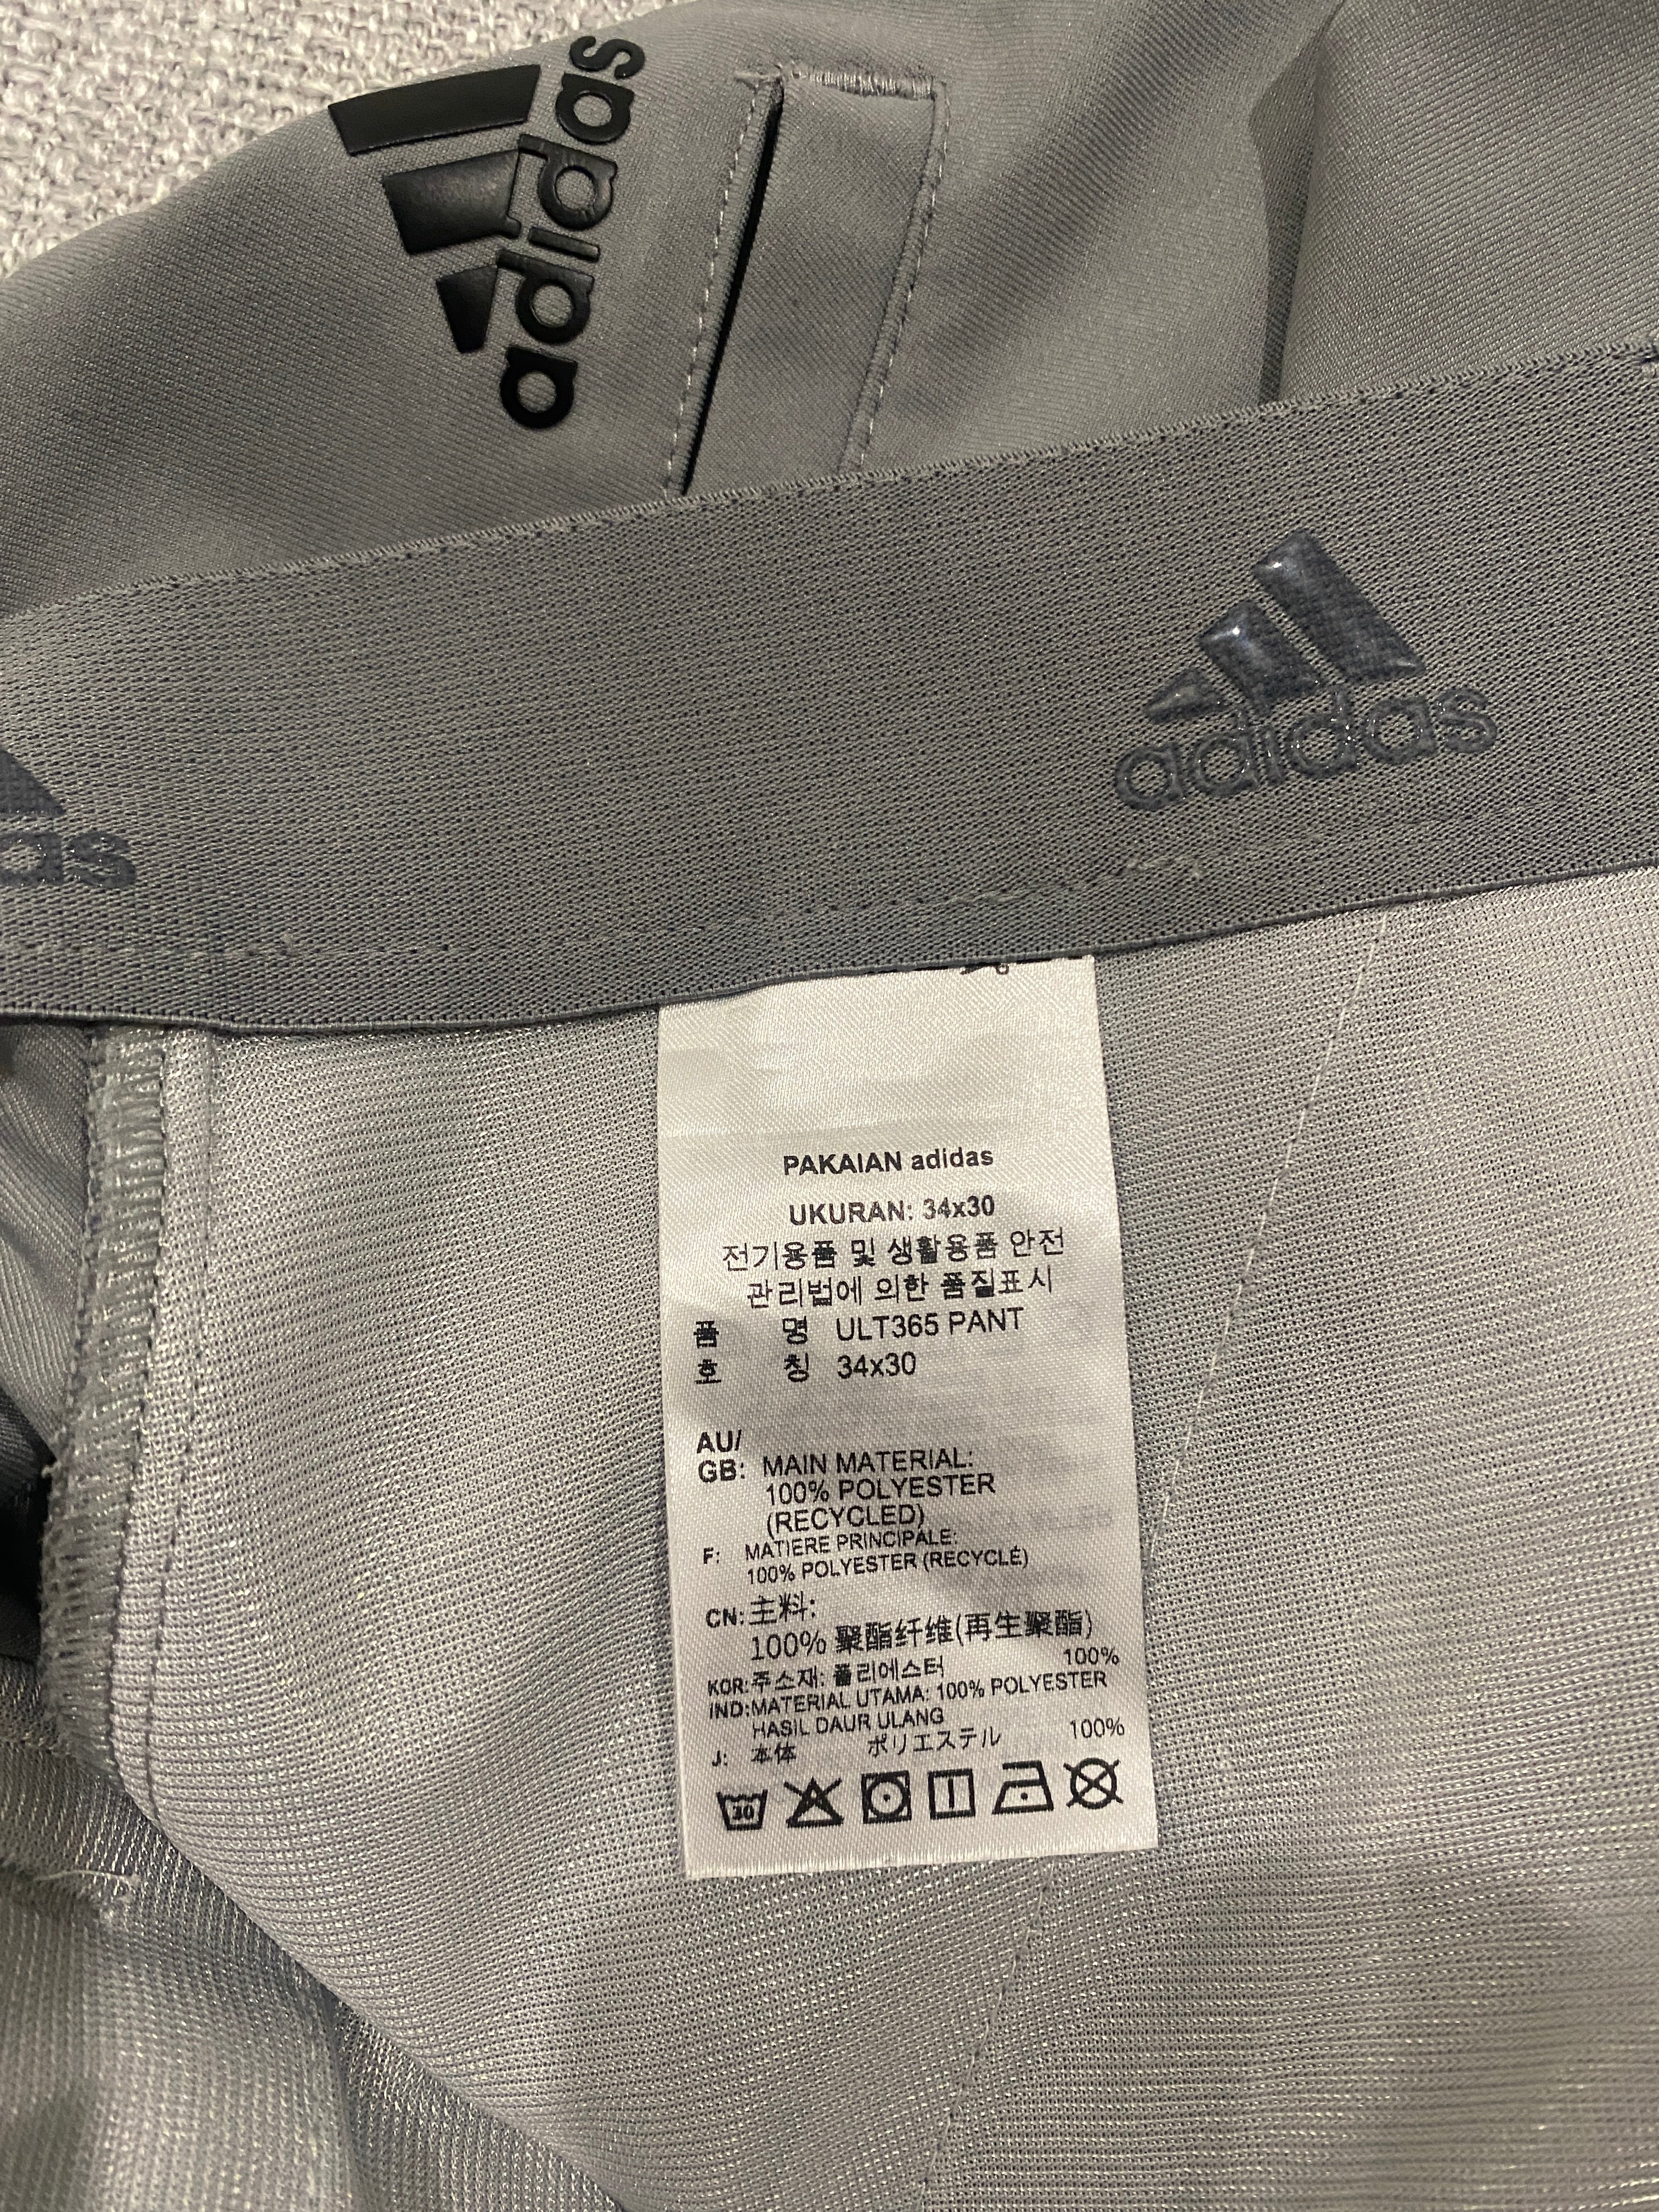 adidas
adidas
as
PAKAIAN adidas
UKURAN: 34x30
전기용품 및 생활용품 안전
관리법에 의한 품질표시
품 명 ULT365 PANT
호 칭 34x30
AU/
GB: MAIN MATERIAL:
100% POLYESTER
(RECYCLED)
F: MATIERE PRINCIPALE:
100% POLYESTER (RECYCLÉ)
CN: 主料:
100% 聚酯纤维(再生聚酯)
KOR: 주소재: 폴리에스터 100%
IND: MATERIAL UTAMA: 100% POLYESTER
HASIL DAUR ULANG
J: 本体 ポリエステル 100%
30